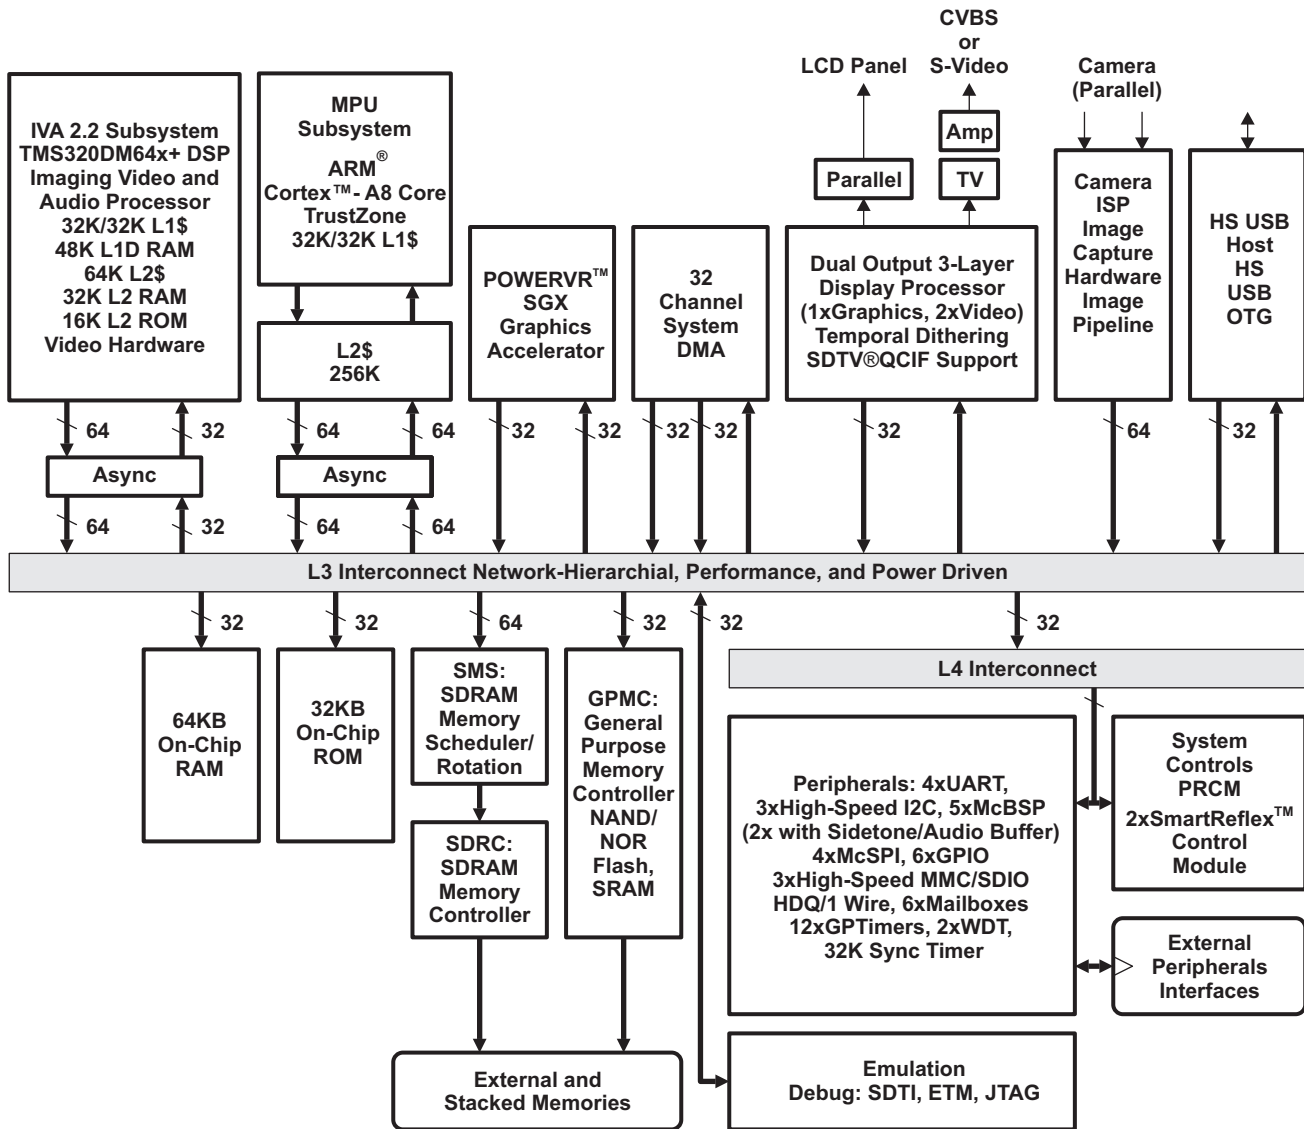 CVBS
or
S-Video
LCD Panel
Camera
(Parallel)
Amp
Parallel
TV
IVA 2.2 Subsystem
TMS320DM64x+ DSP
Imaging Video and
Audio Processor
32K/32K L1$
48K L1D RAM
64K L2$
32K L2 RAM
16K L2 ROM
Video Hardware
MPU
Subsystem
ARM®
Cortex™- A8 Core
TrustZone
32K/32K L1$
L2$
256K
POWERVR™
SGX
Graphics
Accelerator
32
Channel
System
DMA
Dual Output 3-Layer
Display Processor
(1xGraphics, 2xVideo)
Temporal Dithering
SDTV®QCIF Support
Camera
ISP
Image
Capture
Hardware
Image
Pipeline
HS USB
Host
HS
USB
OTG
64
32
64
64
32
32
32
32
32
64
32
Async
Async
64
32
64
64
L3 Interconnect Network-Hierarchial, Performance, and Power Driven
32
32
64
32
32
32
64KB
On-Chip
RAM
32KB
On-Chip
ROM
SMS:
SDRAM
Memory
Scheduler/
Rotation
SDRC:
SDRAM
Memory
Controller
GPMC:
General
Purpose
Memory
Controller
NAND/
NOR
Flash,
SRAM
L4 Interconnect
Peripherals: 4xUART,
3xHigh-Speed I2C, 5xMcBSP
(2x with Sidetone/Audio Buffer)
4xMcSPI, 6xGPIO
3xHigh-Speed MMC/SDIO
HDQ/1 Wire, 6xMailboxes
12xGPTimers, 2xWDT,
32K Sync Timer
System
Controls
PRCM
2xSmartReflex™
Control
Module
External
Peripherals
Interfaces
External and
Stacked Memories
Emulation
Debug: SDTI, ETM, JTAG